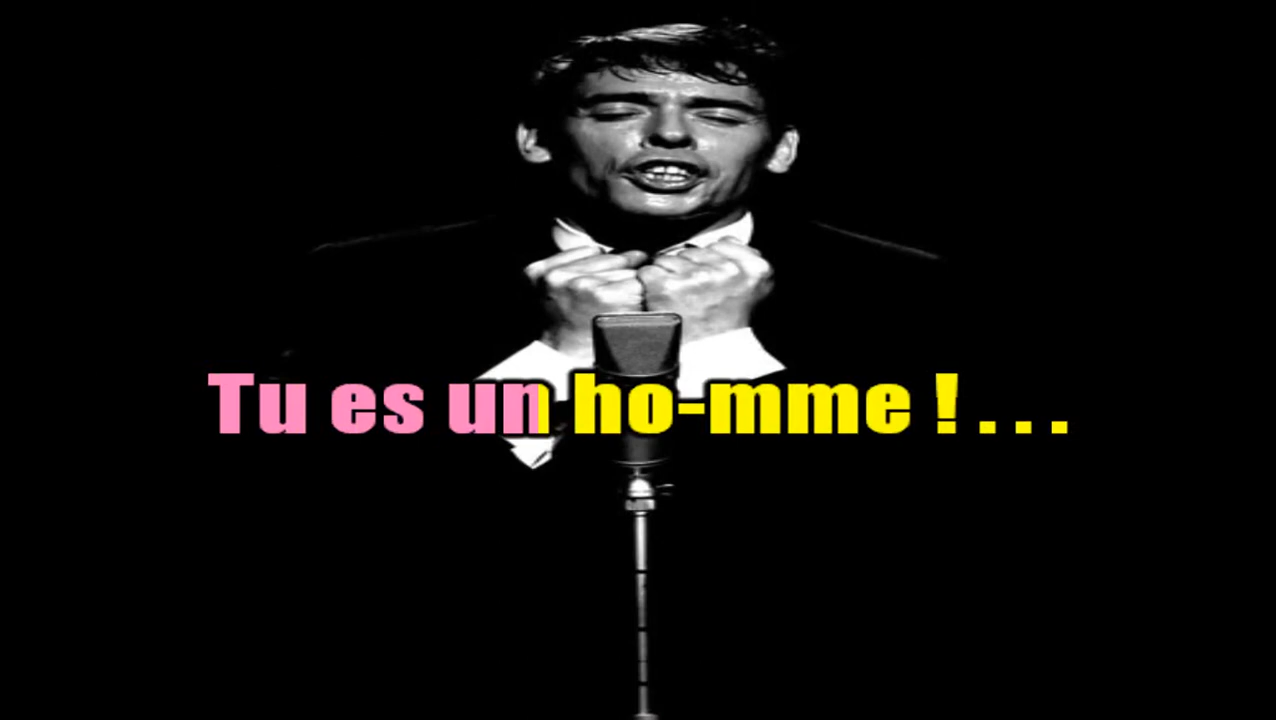 Tu es un ho-mme ! . . .